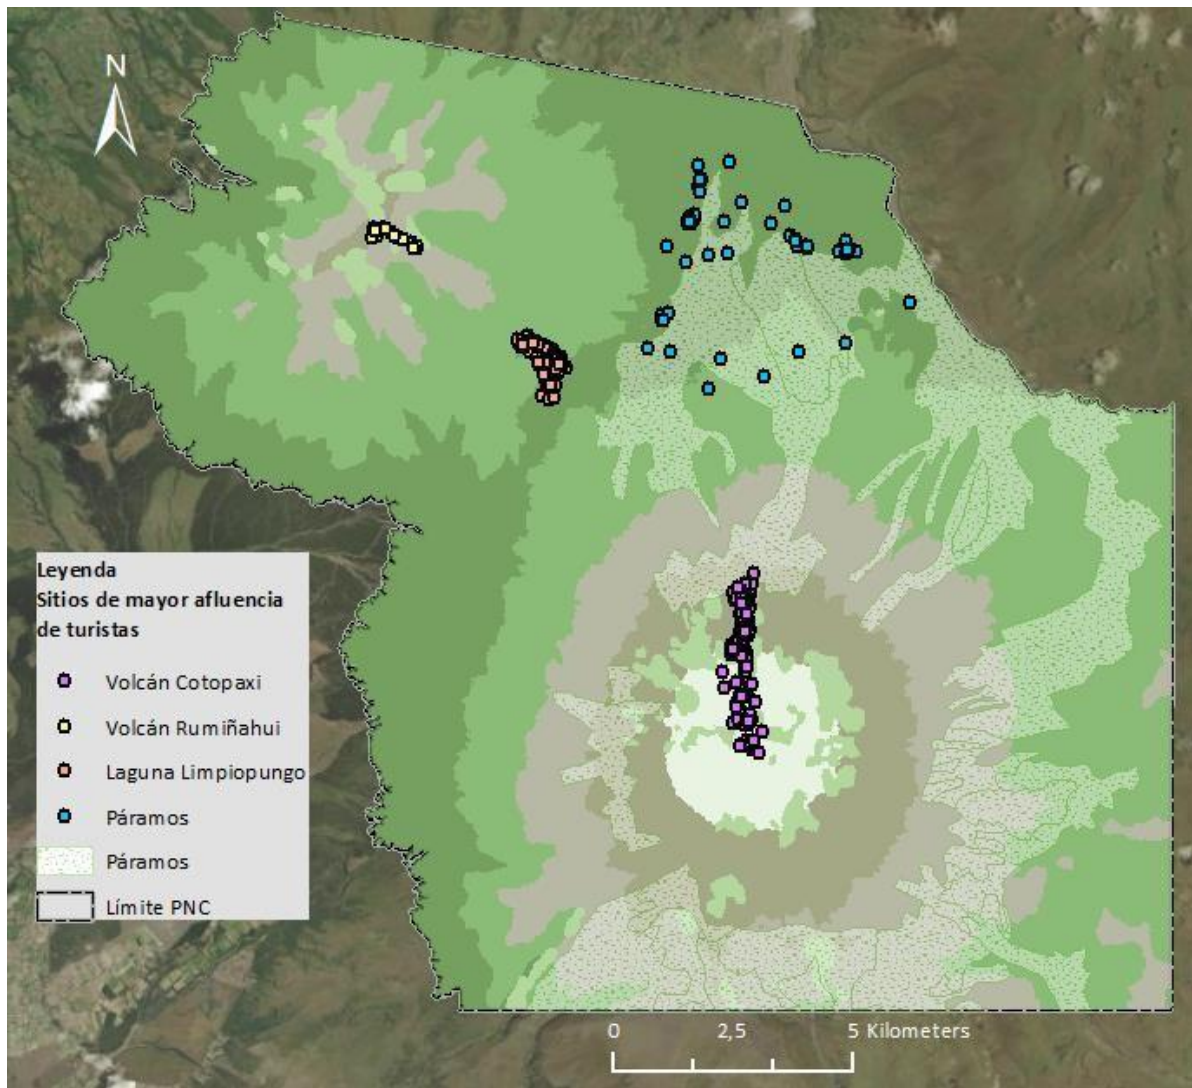 N
Leyenda
Sitios de mayor afluencia
de turistas
Volcán Cotopaxi
Volcán Rumiñahui
Laguna Limpiopungo
Páramos
Páramos
Límite PNC
0 2,5 5 Kilometers